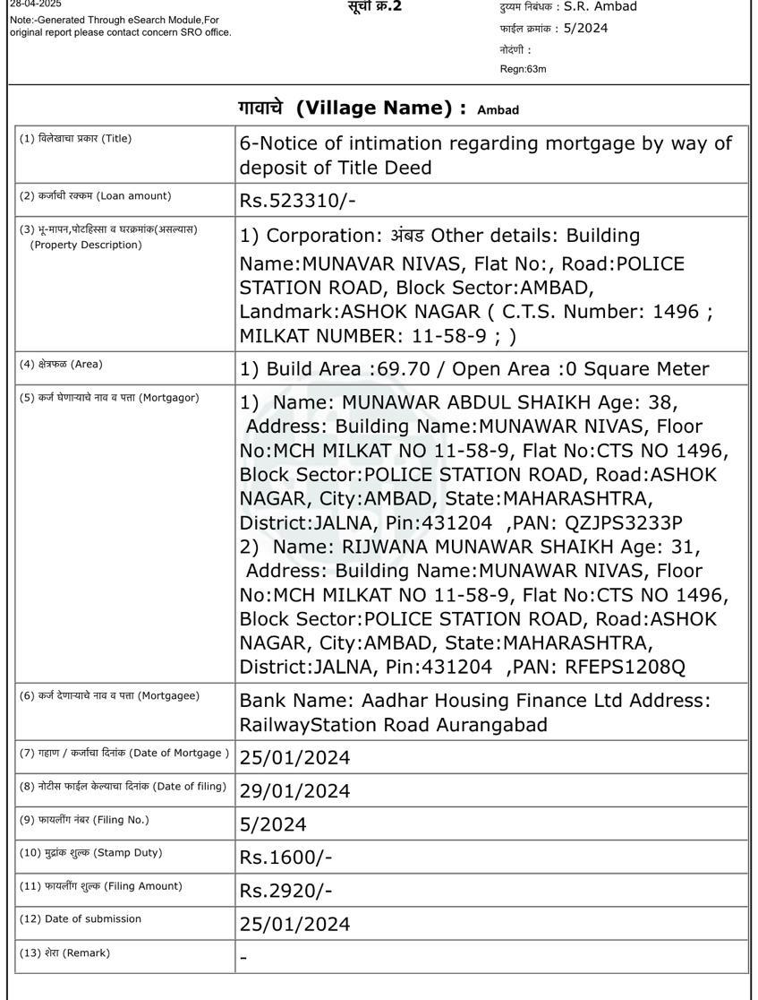 28-04-2025
सूची क्र.2
दुय्यम निबंधक : S.R. Ambad
Note:-Generated Through eSearch Module,For
original report please contact concern SRO office.
फाईल क्रमांक : 5/2024
नोदंणी :
Regn:63m
गावाचे (Village Name) : Ambad
(1) विलेखाचा प्रकार (Title)
6-Notice of intimation regarding mortgage by way of
deposit of Title Deed
(2) कर्जाची रक्कम (Loan amount)
Rs.523310/-
(3) भू-मापन,पोटहिस्सा व घरक्रमांक(असल्यास)
(Property Description)
1) Corporation: अंबड Other details: Building
Name:MUNAVAR NIVAS, Flat No:, Road:POLICE
STATION ROAD, Block Sector:AMBAD,
Landmark:ASHOK NAGAR ( C.T.S. Number: 1496 ;
MILKAT NUMBER: 11-58-9 ; )
(4) क्षेत्रफळ (Area)
1) Build Area :69.70 / Open Area :0 Square Meter
(5) कर्ज घेणाऱ्याचे नाव व पत्ता (Mortgagor)
1) Name: MUNAWAR ABDUL SHAIKH Age: 38,
Address: Building Name:MUNAWAR NIVAS, Floor
No:MCH MILKAT NO 11-58-9, Flat No:CTS NO 1496,
Block Sector:POLICE STATION ROAD, Road:ASHOK
NAGAR, City:AMBAD, State:MAHARASHTRA,
District:JALNA, Pin:431204 ,PAN: QZJPS3233P
2) Name: RIJWANA MUNAWAR SHAIKH Age: 31,
Address: Building Name:MUNAWAR NIVAS, Floor
No:MCH MILKAT NO 11-58-9, Flat No:CTS NO 1496,
Block Sector:POLICE STATION ROAD, Road:ASHOK
NAGAR, City:AMBAD, State:MAHARASHTRA,
District:JALNA, Pin:431204 ,PAN: RFEPS1208Q
(6) कर्ज देणाऱ्याचे नाव व पत्ता (Mortgagee)
Bank Name: Aadhar Housing Finance Ltd Address:
RailwayStation Road Aurangabad
(7) गहाण / कर्जाचा दिनांक (Date of Mortgage )
25/01/2024
(8) नोटीस फाईल केल्याचा दिनांक (Date of filing)
29/01/2024
(9) फायलींग नंबर (Filing No.)
5/2024
(10) मुद्रांक शुल्क (Stamp Duty)
Rs.1600/-
(11) फायलींग शुल्क (Filing Amount)
Rs.2920/-
(12) Date of submission
25/01/2024
(13) शेरा (Remark)
-